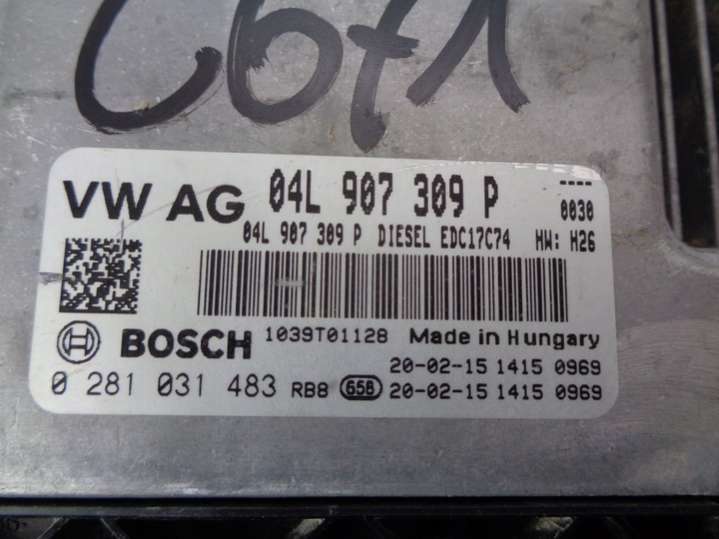 C671
VW AG 04L 907 309 P ---- 0030
04L 907 309 P DIESEL EDC17C74 HW: H26
BOSCH 1039T01128 Made in Hungary
20-02-15 1415 0969
0 281 031 483 RB8 658 20-02-15 1415 0969